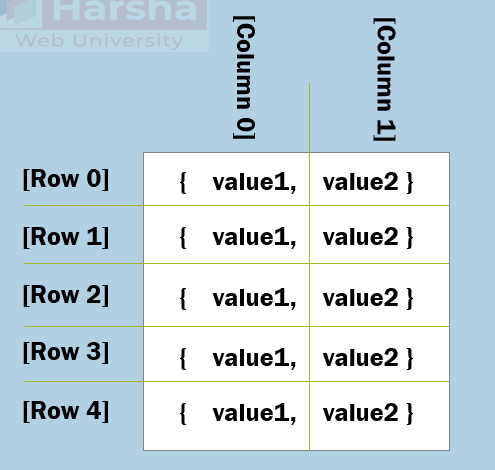 Harsha
Web University
[Column 0]
[Column 1]
[Row 0] { value1, value2 }
[Row 1] { value1, value2 }
[Row 2] { value1, value2 }
[Row 3] { value1, value2 }
[Row 4] { value1, value2 }